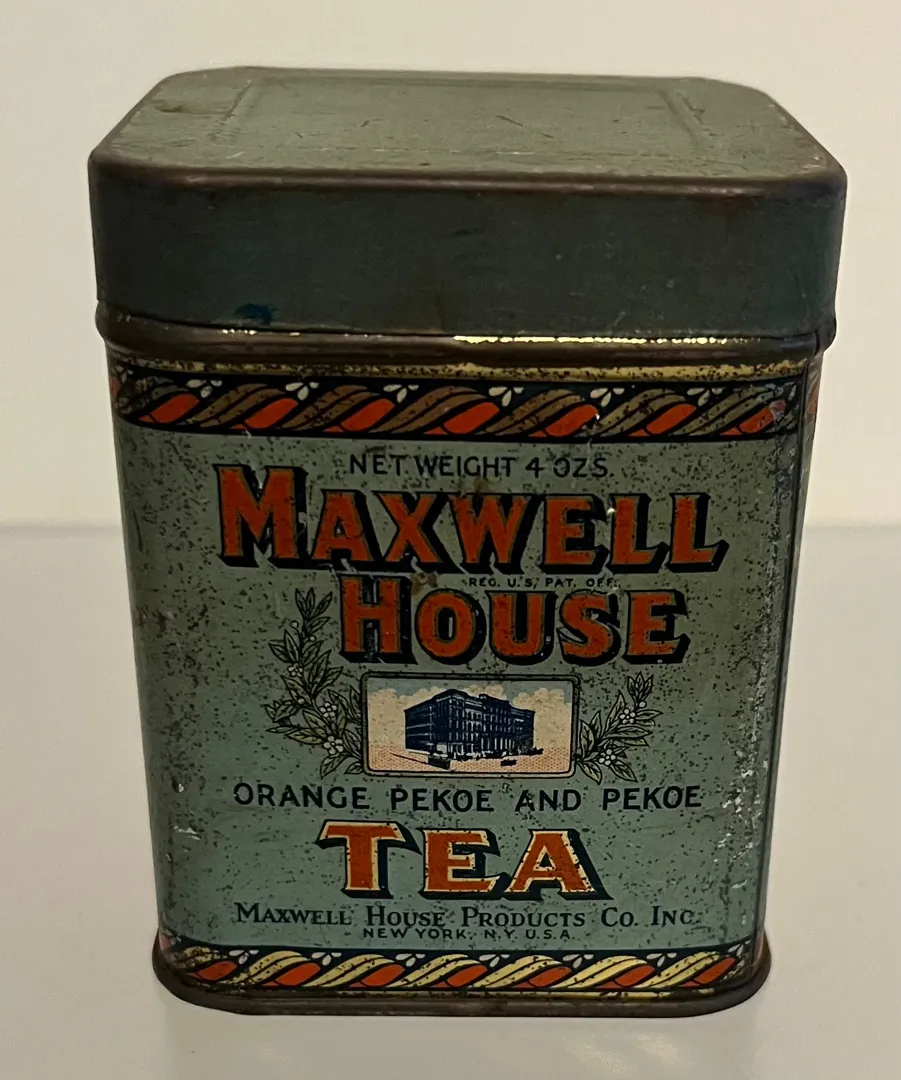 NET WEIGHT 4 OZS.
MAXWELL
REG. U.S. PAT. OFF.
HOUSE
ORANGE PEKOE AND PEKOE
TEA
MAXWELL HOUSE PRODUCTS CO. INC.
NEW YORK, N.Y. U.S.A.